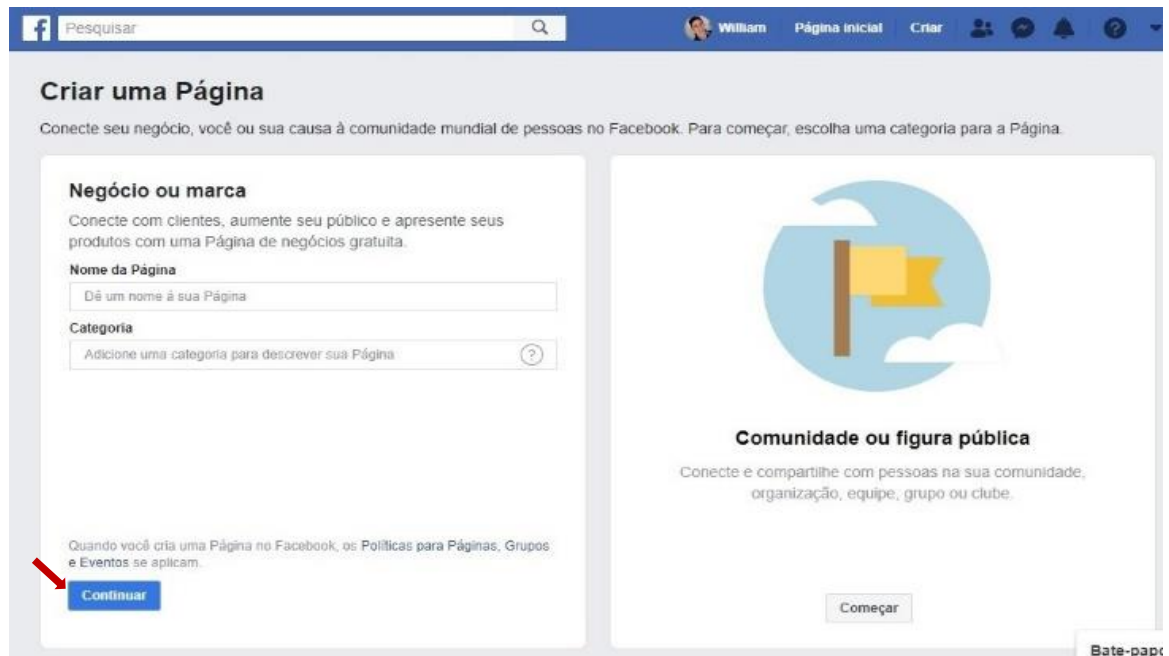 f Pesquisar William Página inicial Criar
Criar uma Página
Conecte seu negócio, você ou sua causa à comunidade mundial de pessoas no Facebook. Para começar, escolha uma categoria para a Página.
Negócio ou marca
Conecte com clientes, aumente seu público e apresente seus
produtos com uma Página de negócios gratuita.
Nome da Página
Dê um nome à sua Página
Categoria
Adicione uma categoria para descrever sua Página ?
Quando você cria uma Página no Facebook, os Políticas para Páginas, Grupos
e Eventos se aplicam.
Continuar
Comunidade ou figura pública
Conecte e compartilhe com pessoas na sua comunidade,
organização, equipe, grupo ou clube.
Começar
Bate-papo